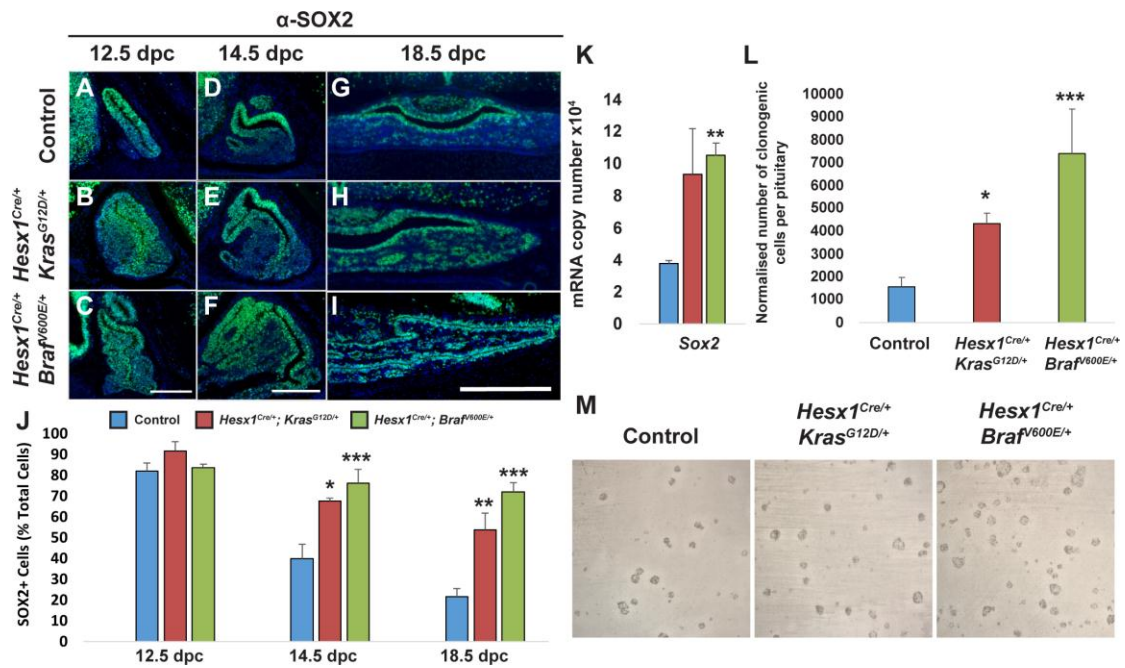 α-SOX2
12.5 dpc
14.5 dpc
18.5 dpc
Control
Hesx1Cre/+
KrasG12D/+
Hesx1Cre/+
BrafV600E/+
A
D
G
B
E
H
C
F
I
K
mRNA copy number x10⁴
14
12
10
8
6
4
2
0
**
Sox2
L
Normalised number of clonogenic
cells per pituitary
10000
9000
8000
7000
6000
5000
4000
3000
2000
1000
0
*
***
Control
Hesx1Cre/+
KrasG12D/+
Hesx1Cre/+
BrafV600E/+
J
Control
Hesx1Cre/+; KrasG12D/+
Hesx1Cre/+; BrafV600E/+
SOX2+ Cells (% Total Cells)
100
90
80
70
60
50
40
30
20
10
0
*
***
**
***
12.5 dpc
14.5 dpc
18.5 dpc
M
Control
Hesx1Cre/+
KrasG12D/+
Hesx1Cre/+
BrafV600E/+